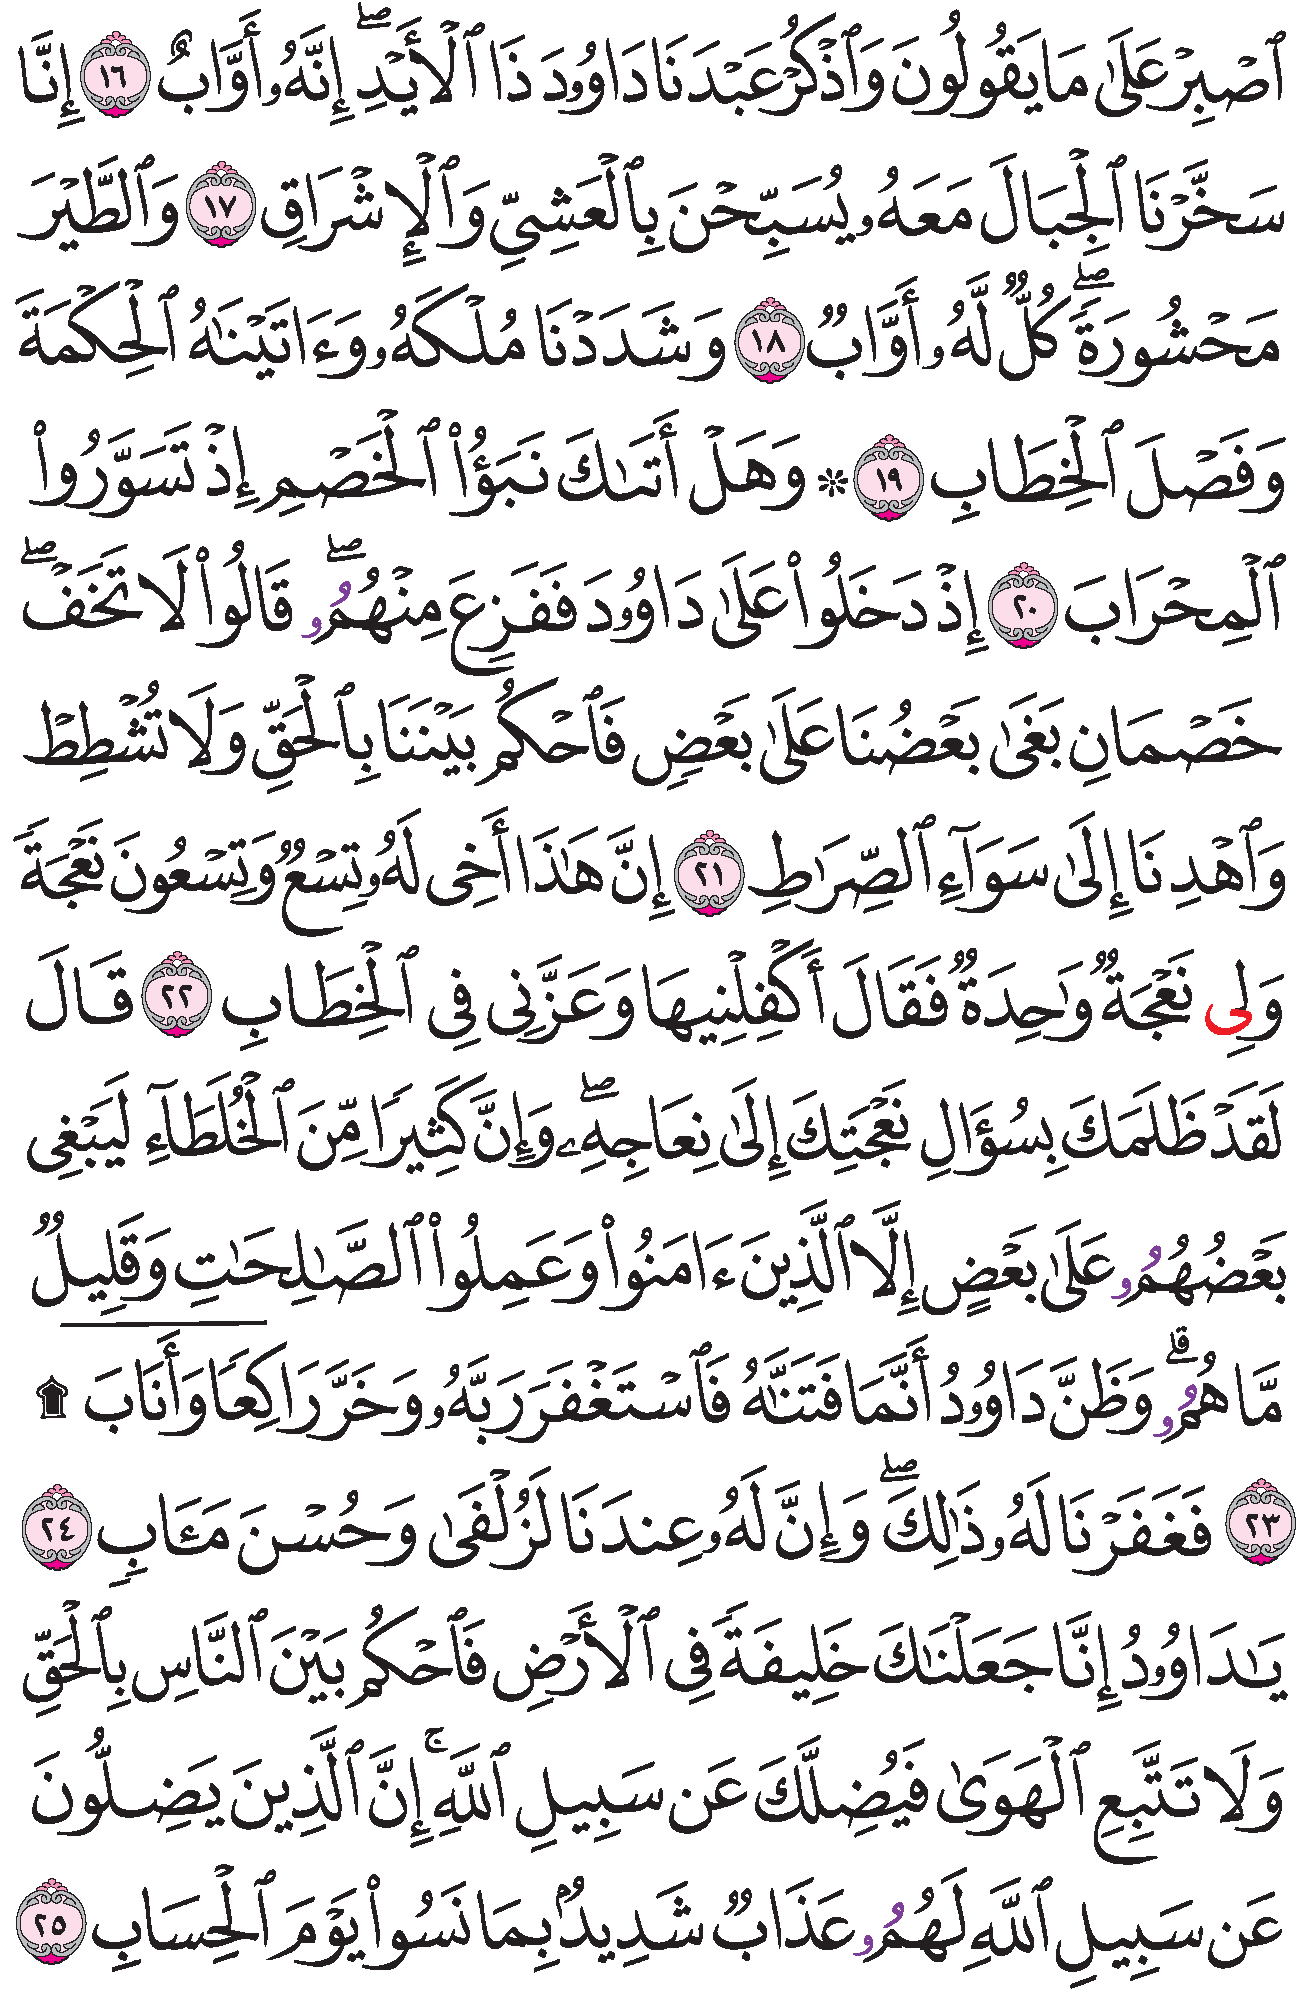 ٱصْبِرْ عَلَىٰ مَا يَقُولُونَ وَٱذْكُرْ عَبْدَنَا دَاوُۥدَ ذَا ٱلْأَيْدِ ۖ إِنَّهُۥ أَوَّابٌ ١٦ إِنَّا
سَخَّرْنَا ٱلْجِبَالَ مَعَهُۥ يُسَبِّحْنَ بِٱلْعَشِىِّ وَٱلْإِشْرَاقِ ١٧ وَٱلطَّيْرَ
مَحْشُورَةً ۖ كُلٌّ لَّهُۥ أَوَّابٌ ١٨ وَشَدَدْنَا مُلْكَهُۥ وَءَاتَيْنَٰهُ ٱلْحِكْمَةَ
وَفَصْلَ ٱلْخِطَابِ ١٩ ۞ وَهَلْ أَتَىٰكَ نَبَؤُا۟ ٱلْخَصْمِ إِذْ تَسَوَّرُوا۟
ٱلْمِحْرَابَ ٢٠ إِذْ دَخَلُوا۟ عَلَىٰ دَاوُۥدَ فَفَزِعَ مِنْهُمُۥ ۖ قَالُوا۟ لَا تَخَفْ ۖ
خَصْمَانِ بَغَىٰ بَعْضُنَا عَلَىٰ بَعْضٍ فَٱحْكُم بَيْنَنَا بِٱلْحَقِّ وَلَا تُشْطِطْ
وَٱهْدِنَا إِلَىٰ سَوَآءِ ٱلصِّرَٰطِ ٢١ إِنَّ هَٰذَا أَخِى لَهُۥ تِسْعٌ وَتِسْعُونَ نَعْجَةً
وَلِى نَعْجَةٌ وَٰحِدَةٌ فَقَالَ أَكْفِلْنِيهَا وَعَزَّنِى فِى ٱلْخِطَابِ ٢٢ قَالَ
لَقَدْ ظَلَمَكَ بِسُؤَالِ نَعْجَتِكَ إِلَىٰ نِعَاجِهِۦ ۖ وَإِنَّ كَثِيرًا مِّنَ ٱلْخُلَطَآءِ لَيَبْغِى
بَعْضُهُمُۥ عَلَىٰ بَعْضٍ إِلَّا ٱلَّذِينَ ءَامَنُوا۟ وَعَمِلُوا۟ ٱلصَّٰلِحَٰتِ وَقَلِيلٌ
مَّا هُمُۥ ۗ وَظَنَّ دَاوُۥدُ أَنَّمَا فَتَنَّٰهُ فَٱسْتَغْفَرَ رَبَّهُۥ وَخَرَّ رَاكِعًا وَأَنَابَ ۩
٢٣ فَغَفَرْنَا لَهُۥ ذَٰلِكَ ۖ وَإِنَّ لَهُۥ عِندَنَا لَزُلْفَىٰ وَحُسْنَ مَـَٔابٍ ٢٤
يَٰدَاوُۥدُ إِنَّا جَعَلْنَٰكَ خَلِيفَةً فِى ٱلْأَرْضِ فَٱحْكُم بَيْنَ ٱلنَّاسِ بِٱلْحَقِّ
وَلَا تَتَّبِعِ ٱلْهَوَىٰ فَيُضِلَّكَ عَن سَبِيلِ ٱللَّهِ ۚ إِنَّ ٱلَّذِينَ يَضِلُّونَ
عَن سَبِيلِ ٱللَّهِ لَهُمُۥ عَذَابٌ شَدِيدٌۢ بِمَا نَسُوا۟ يَوْمَ ٱلْحِسَابِ ٢٥